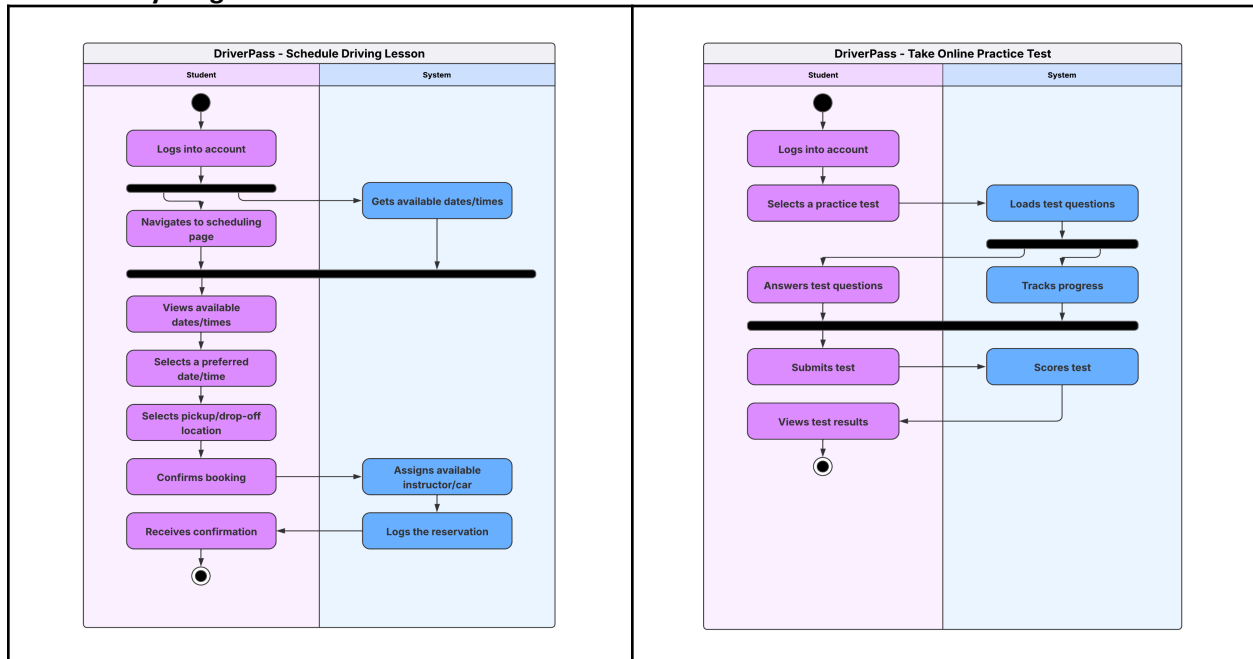 DriverPass - Schedule Driving Lesson
Student
System
Logs into account
Gets available dates/times
Navigates to scheduling
page
Views available
dates/times
Selects a preferred
date/time
Selects pickup/drop-off
location
Confirms booking
Assigns available
instructor/car
Receives confirmation
Logs the reservation
DriverPass - Take Online Practice Test
Student
System
Logs into account
Selects a practice test
Loads test questions
Answers test questions
Tracks progress
Submits test
Scores test
Views test results